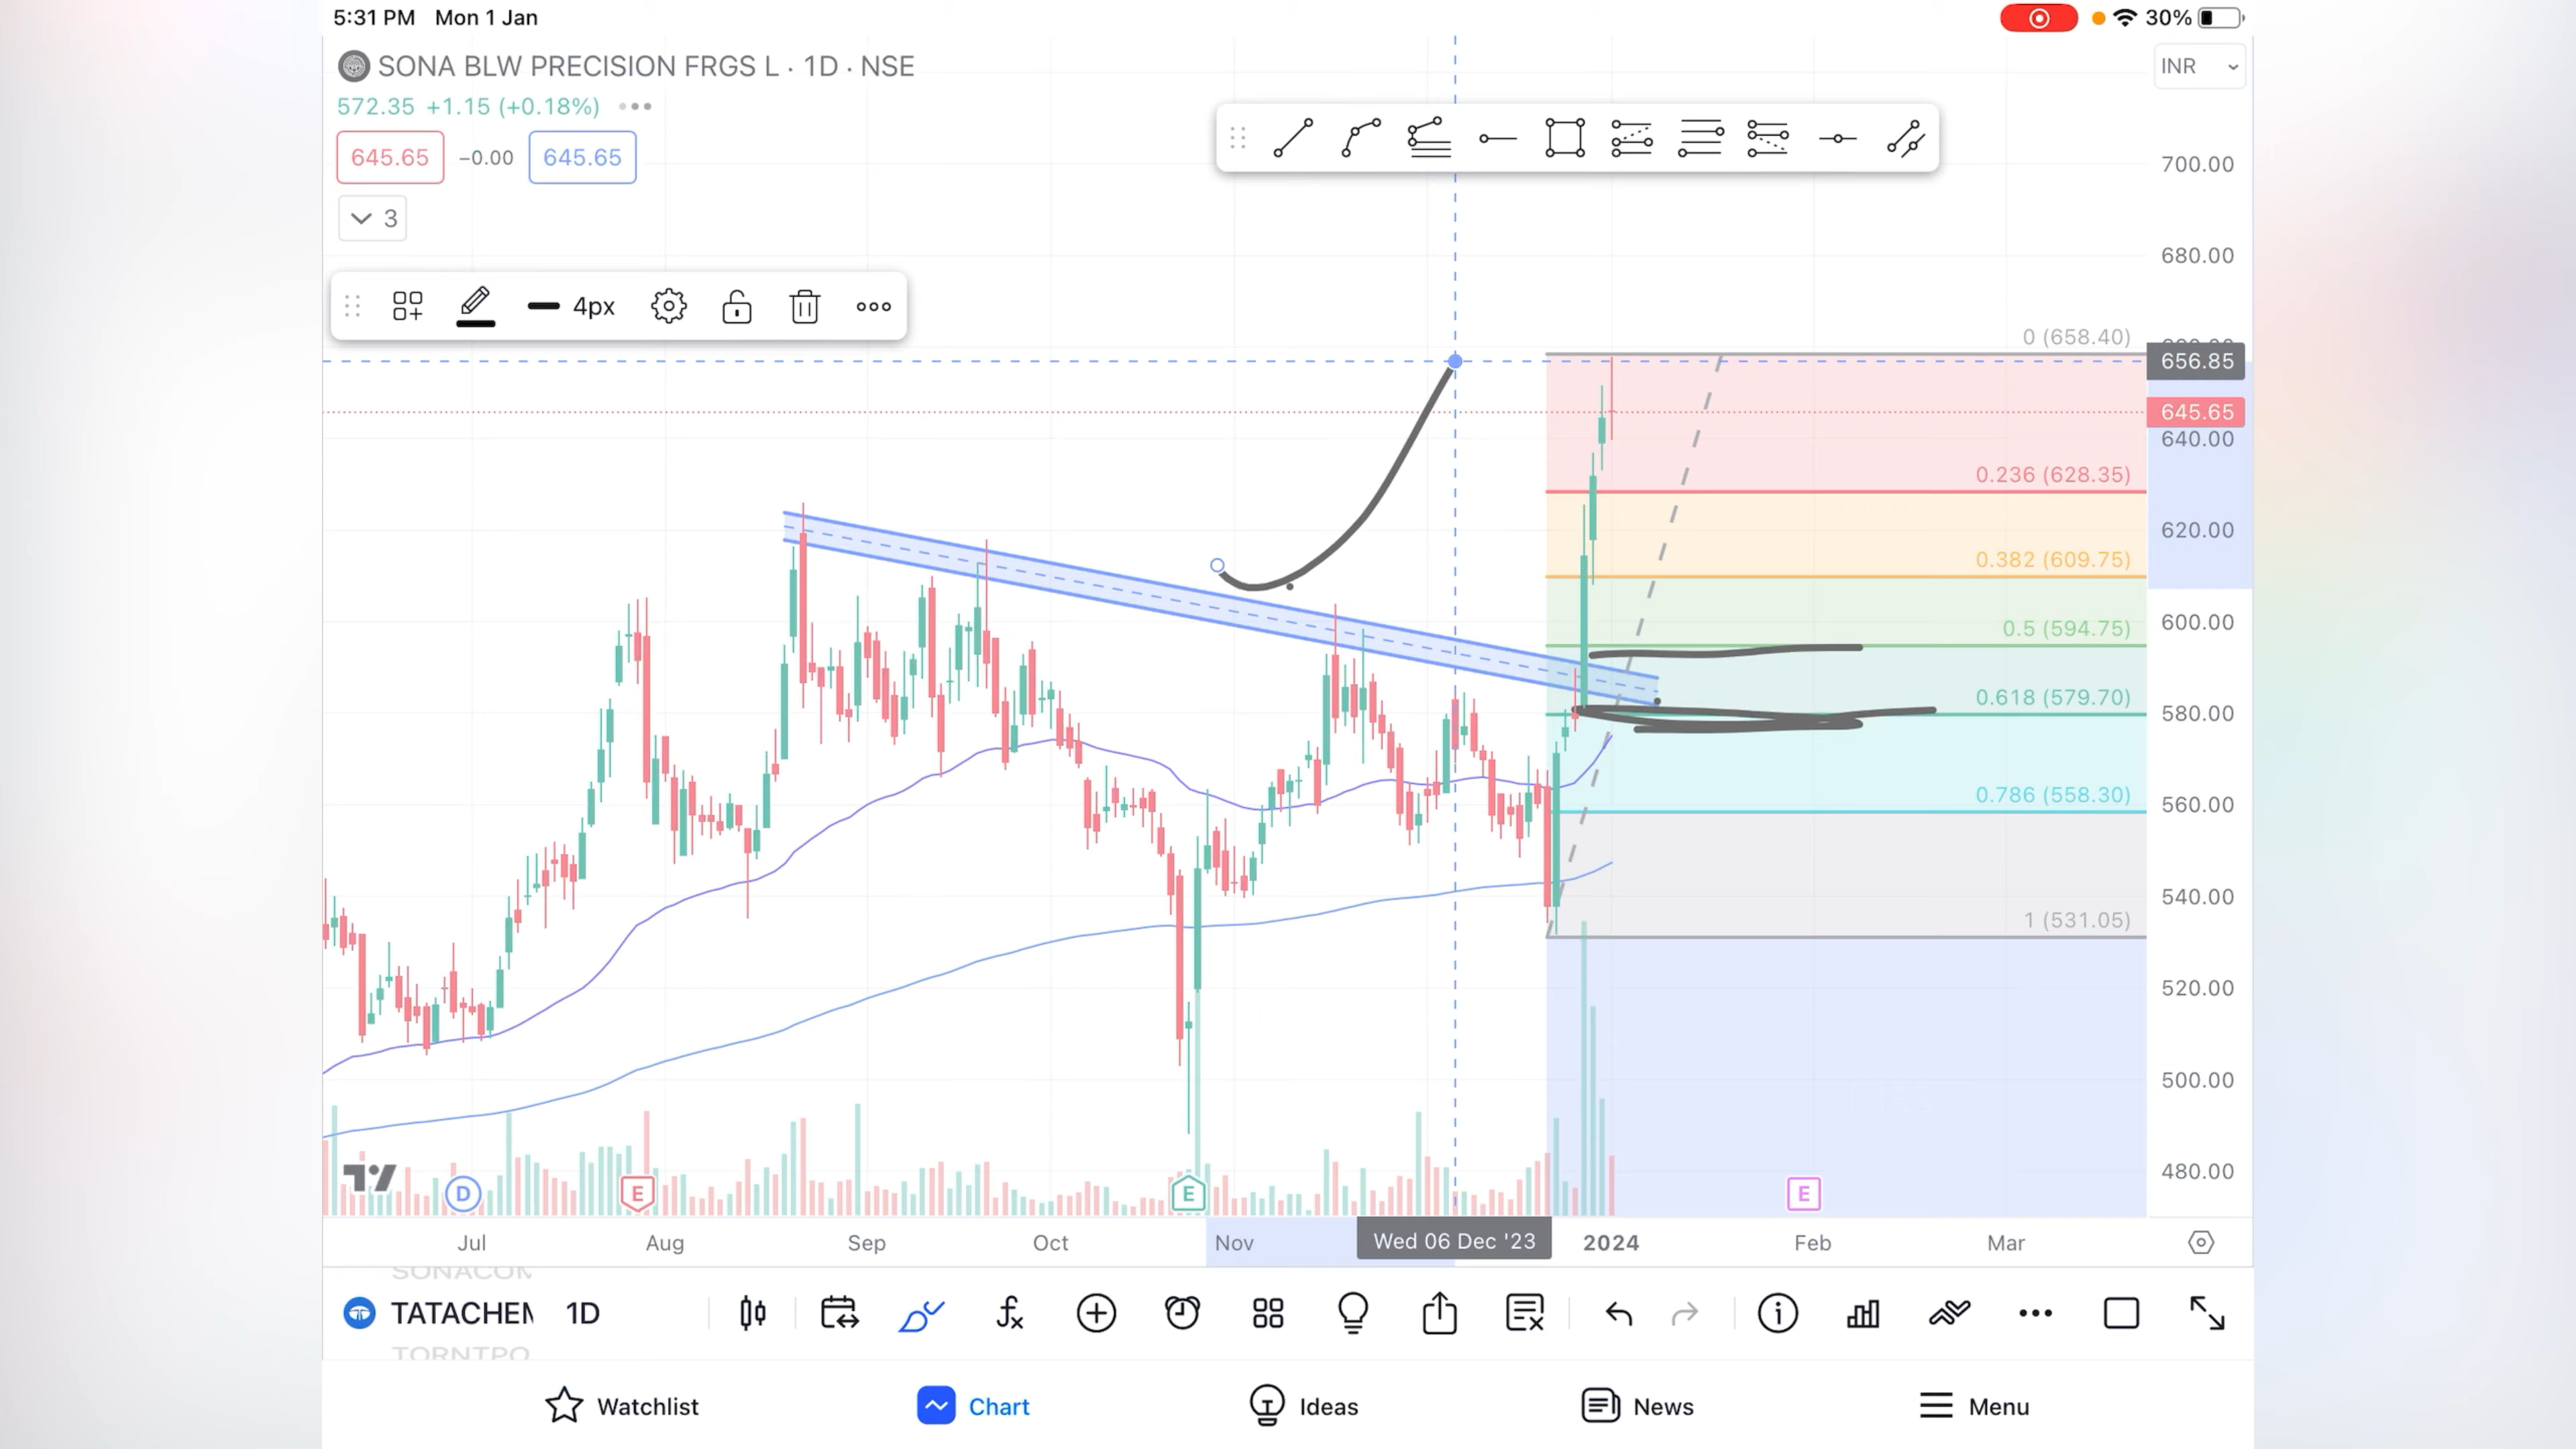 5:31 PM Mon 1 Jan
30%
SONA BLW PRECISION FRGS L · 1D · NSE
INR
572.35 +1.15 (+0.18%)
645.65 −0.00 645.65
3
4px
700.00
680.00
0 (658.40)
656.85
645.65
640.00
0.236 (628.35)
620.00
0.382 (609.75)
600.00
0.5 (594.75)
0.618 (579.70)
580.00
0.786 (558.30)
560.00
540.00
1 (531.05)
520.00
500.00
480.00
D E E E
Jul Aug Sep Oct Nov Wed 06 Dec '23 2024 Feb Mar
SONACOM
TATACHEM 1D
TORNTPO
Watchlist Chart Ideas News Menu